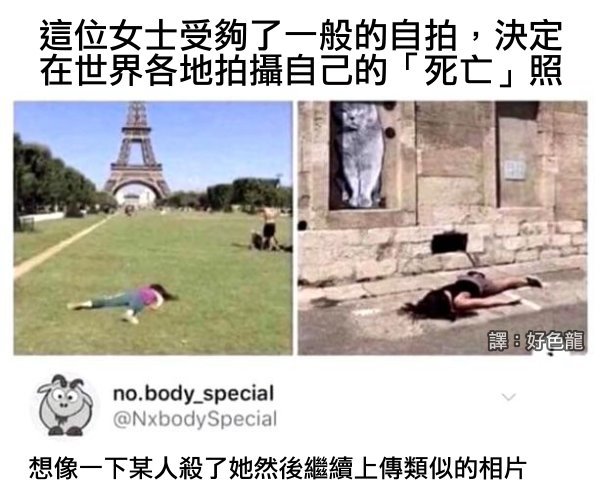 這位女士受夠了一般的自拍，決定
在世界各地拍攝自己的「死亡」照
譯：好色龍
no.body_special
@NxbodySpecial
想像一下某人殺了她然後繼續上傳類似的相片